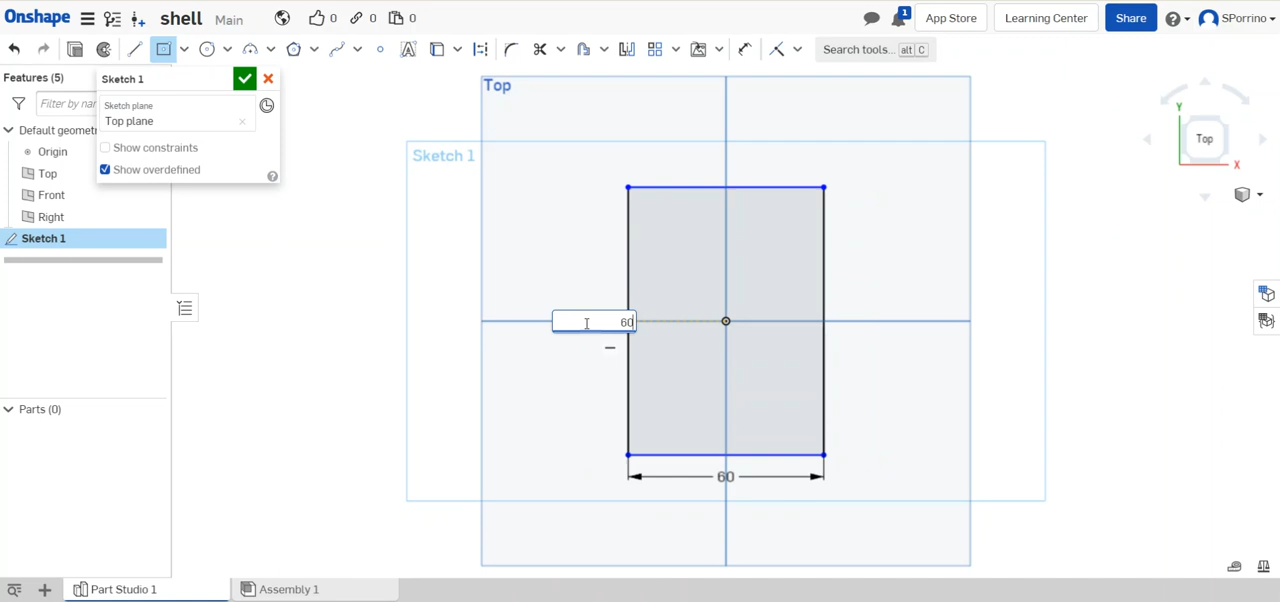 Onshape shell Main 0 0 0 1 App Store Learning Center Share SPorrino
Search tools... alt C
Features (5)
Sketch 1
Filter by na
Sketch plane
Top plane
Default geomet
Show constraints
Origin
Show overdefined
Top
Front
Right
Sketch 1
Parts (0)
Top
Sketch 1
60
60
Y
Top
X
Part Studio 1
Assembly 1